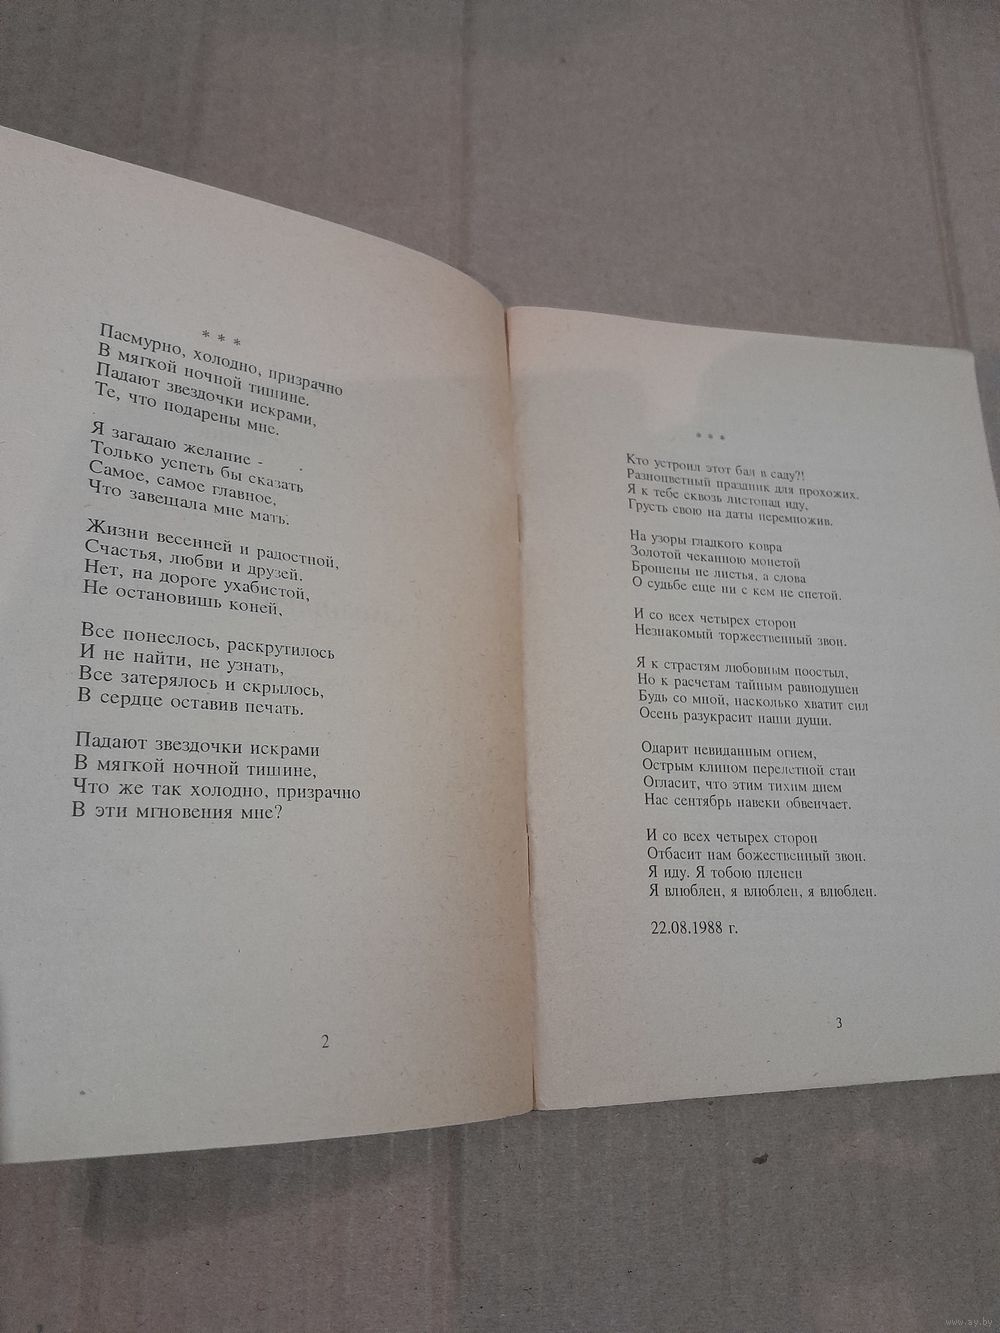 * * *
Пасмурно, холодно, призрачно
В мягкой ночной тишине.
Падают звездочки искрами,
Те, что подарены мне.
Я загадаю желание -
Только успеть бы сказать
Самое, самое главное,
Что завещала мне мать.
Жизни весенней и радостной,
Счастья, любви и друзей.
Нет, на дороге ухабистой,
Не остановишь коней,
Все понеслось, раскрутилось
И не найти, не узнать,
Все затерялось и скрылось,
В сердце оставив печать.
Падают звездочки искрами
В мягкой ночной тишине,
Что же так холодно, призрачно
В эти мгновения мне?
2
* * *
Кто устроил этот бал в саду?!
Разноцветный праздник для прохожих.
Я к тебе сквозь листопад иду,
Грусть свою на даты перемножив.
На узоры гладкого ковра
Золотой чеканною монетой
Брошены не листья, а слова
О судьбе еще ни с кем не спетой.
И со всех четырех сторон
Незнакомый торжественный звон.
Я к страстям любовным поостыл,
Но к расчетам тайным равнодушен
Будь со мной, насколько хватит сил
Осень разукрасит наши души.
Одарит невиданным огнем,
Острым клином перелетной стаи
Огласит, что этим тихим днем
Нас сентябрь навеки обвенчает.
И со всех четырех сторон
Отбасит нам божественный звон.
Я иду. Я тобою пленен
Я влюблен, я влюблен, я влюблен.
22.08.1988 г.
3
www.ay.by